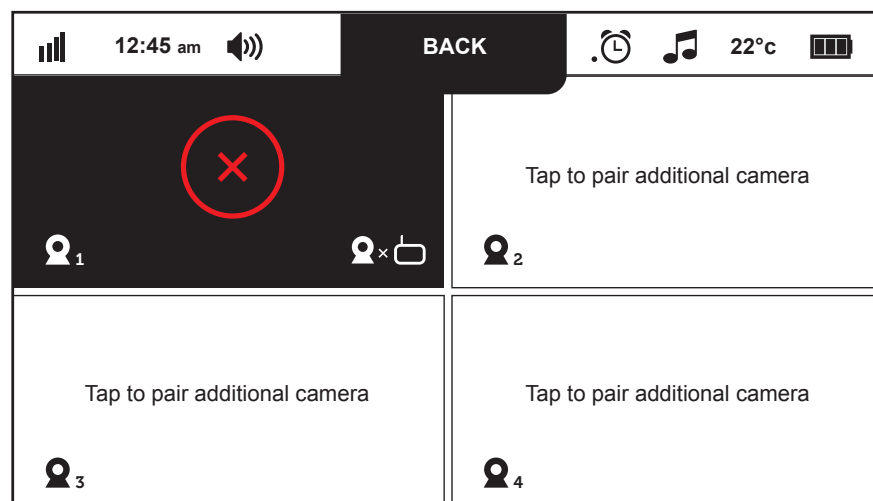 12:45 am BACK 22°c
Tap to pair additional camera
1
2
Tap to pair additional camera
Tap to pair additional camera
3
4